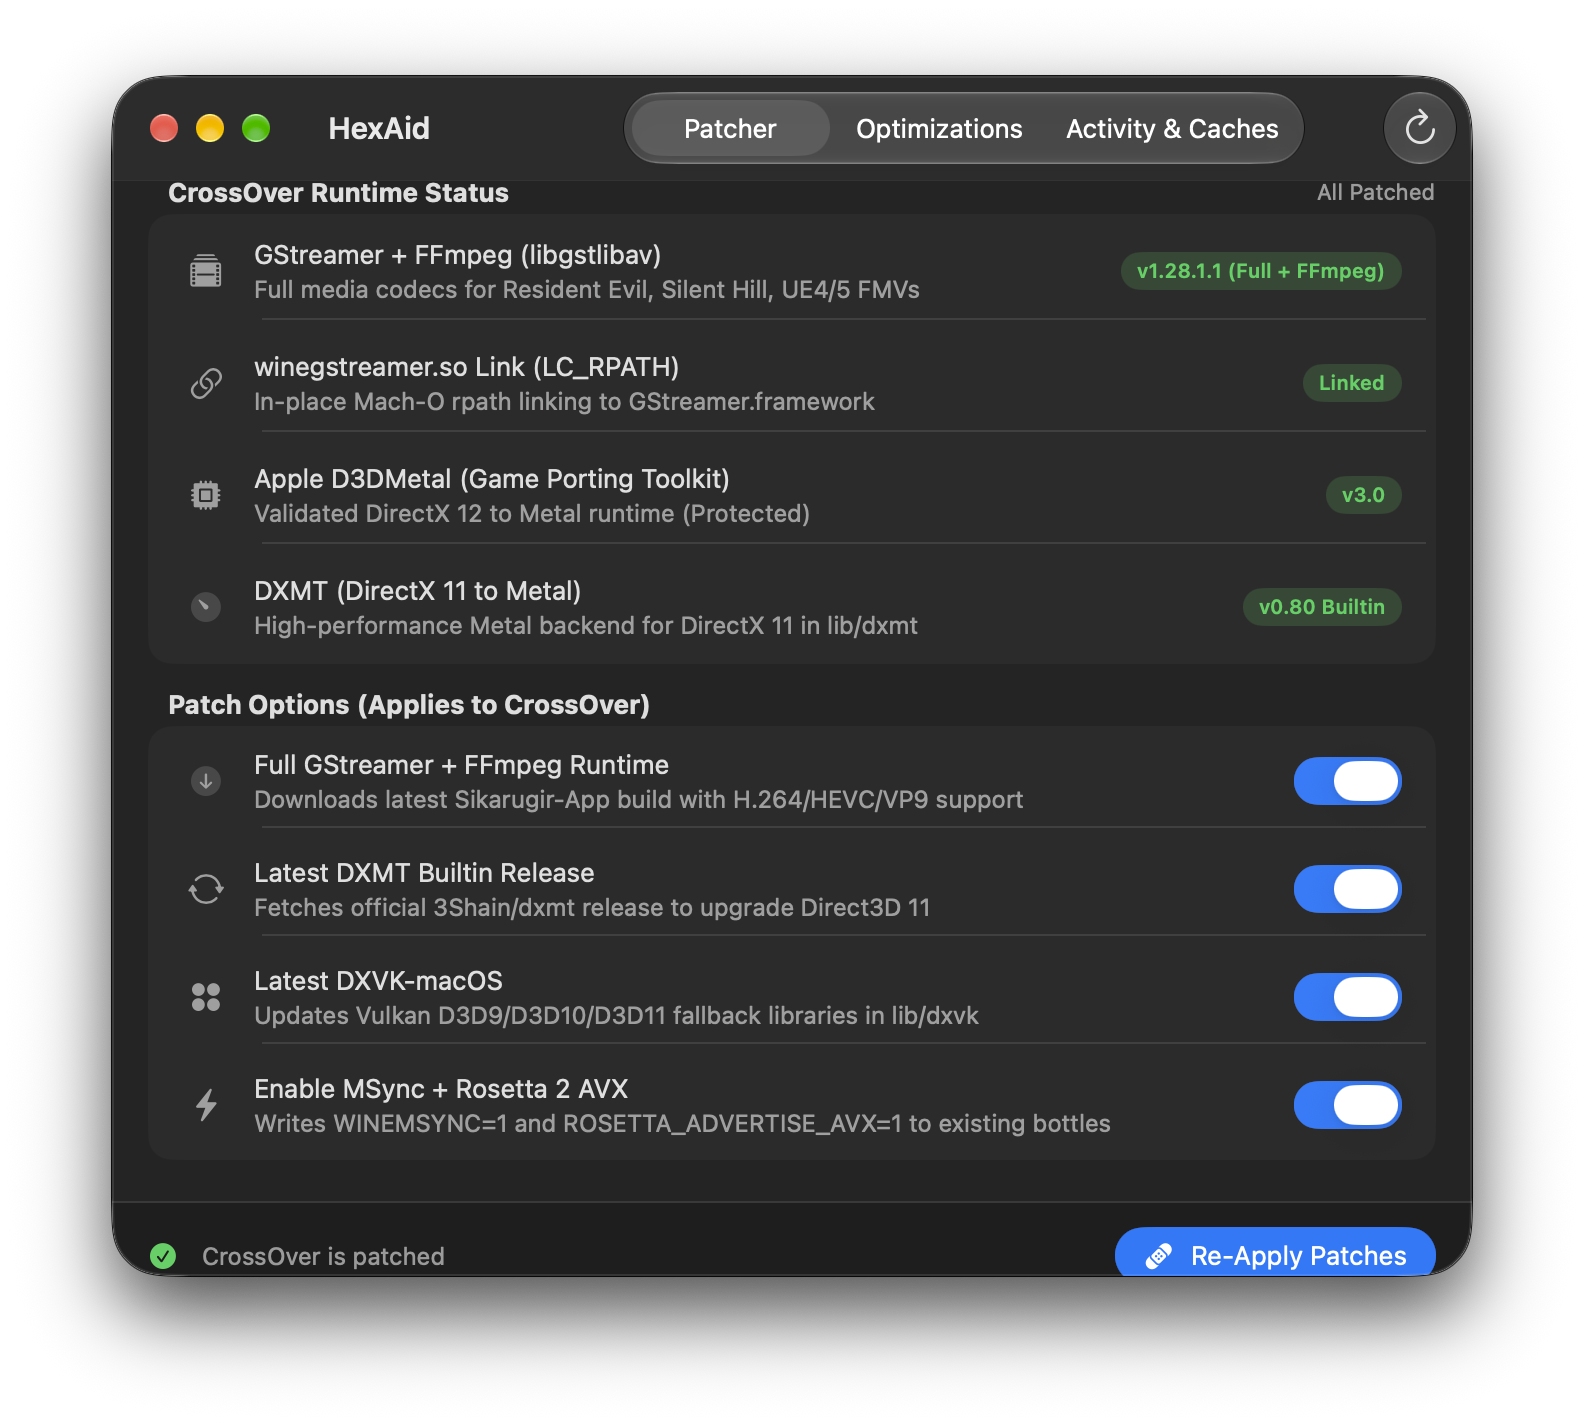 HexAid
Patcher
Optimizations
Activity & Caches
CrossOver Runtime Status
All Patched
GStreamer + FFmpeg (libgstlibav)
Full media codecs for Resident Evil, Silent Hill, UE4/5 FMVs
v1.28.1.1 (Full + FFmpeg)
winegstreamer.so Link (LC_RPATH)
In-place Mach-O rpath linking to GStreamer.framework
Linked
Apple D3DMetal (Game Porting Toolkit)
Validated DirectX 12 to Metal runtime (Protected)
v3.0
DXMT (DirectX 11 to Metal)
High-performance Metal backend for DirectX 11 in lib/dxmt
v0.80 Builtin
Patch Options (Applies to CrossOver)
Full GStreamer + FFmpeg Runtime
Downloads latest Sikarugir-App build with H.264/HEVC/VP9 support
Latest DXMT Builtin Release
Fetches official 3Shain/dxmt release to upgrade Direct3D 11
Latest DXVK-macOS
Updates Vulkan D3D9/D3D10/D3D11 fallback libraries in lib/dxvk
Enable MSync + Rosetta 2 AVX
Writes WINEMSYNC=1 and ROSETTA_ADVERTISE_AVX=1 to existing bottles
CrossOver is patched
Re-Apply Patches